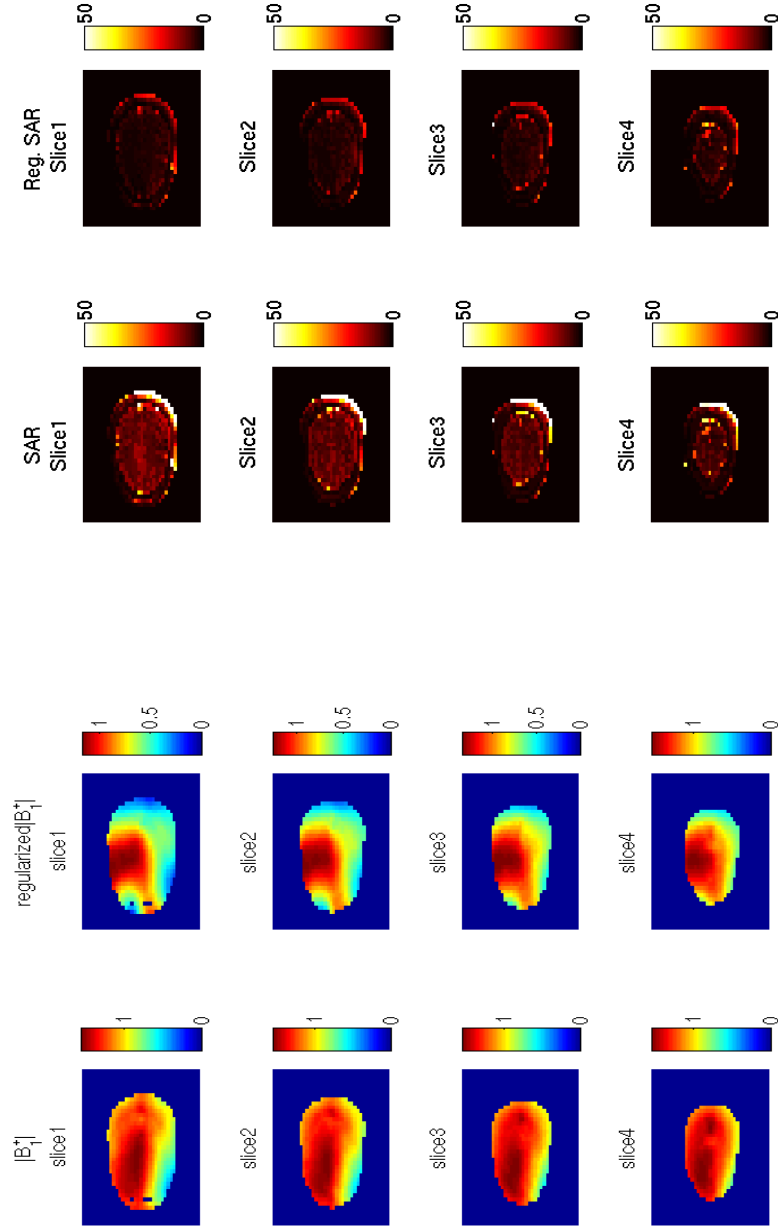 |B₁⁺| regularized|B₁⁺| SAR Reg. SAR
slice1 slice1 Slice1 Slice1
50 50
1 1
0.5
0 0 0 0
slice2 slice2 Slice2 Slice2
50 50
1 1
0.5
0 0 0 0
slice3 slice3 Slice3 Slice3
50 50
1 1
0.5
0 0 0 0
slice4 slice4 Slice4 Slice4
50 50
1 1
0 0 0 0